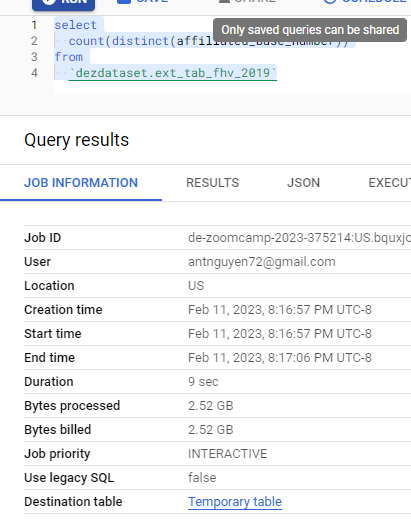 RUN SAVE SHARE SCHEDULE
Only saved queries can be shared
1 select
2 count(distinct(affiliated_base_number))
3 from
4 `dezdataset.ext_tab_fhv_2019`
Query results
JOB INFORMATION RESULTS JSON EXECUT
Job ID de-zoomcamp-2023-375214:US.bquxjo
User antnguyen72@gmail.com
Location US
Creation time Feb 11, 2023, 8:16:57 PM UTC-8
Start time Feb 11, 2023, 8:16:57 PM UTC-8
End time Feb 11, 2023, 8:17:06 PM UTC-8
Duration 9 sec
Bytes processed 2.52 GB
Bytes billed 2.52 GB
Job priority INTERACTIVE
Use legacy SQL false
Destination table Temporary table